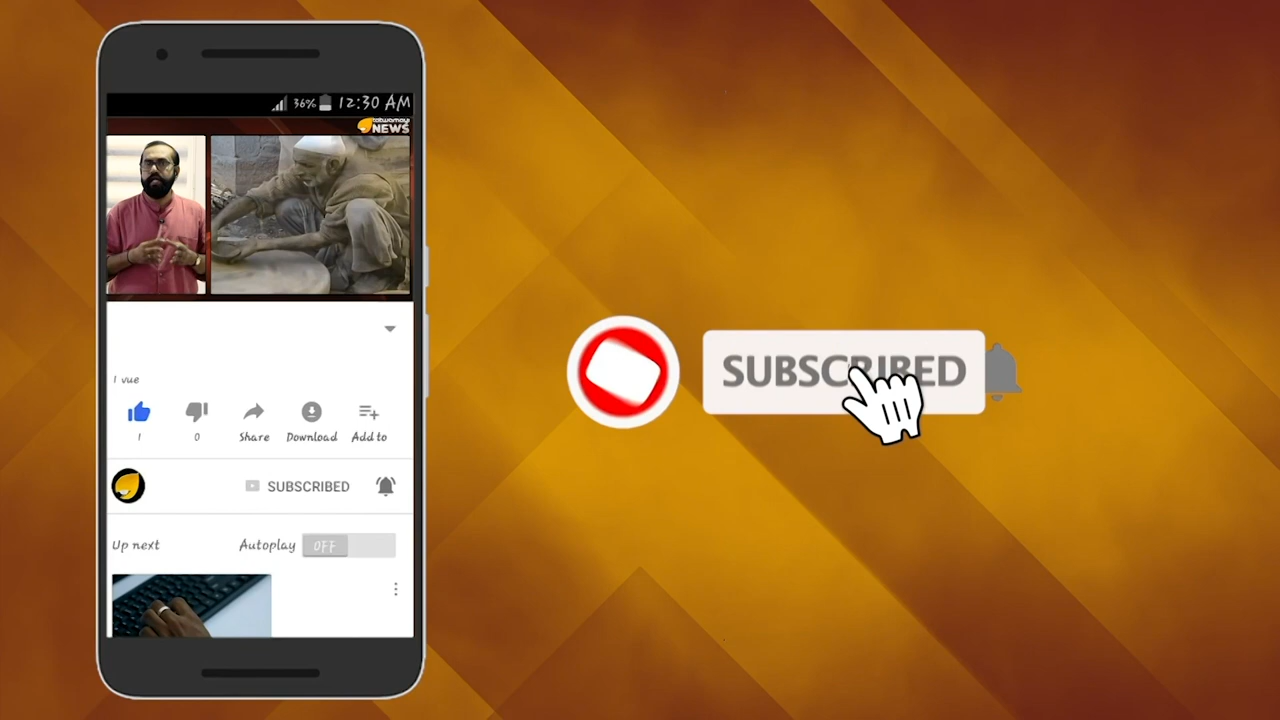 36% 12:30 AM
tatwamayi
NEWS
1 vue
1 0 Share Download Add to
SUBSCRIBED
Up next Autoplay OFF
SUBSCRIBED